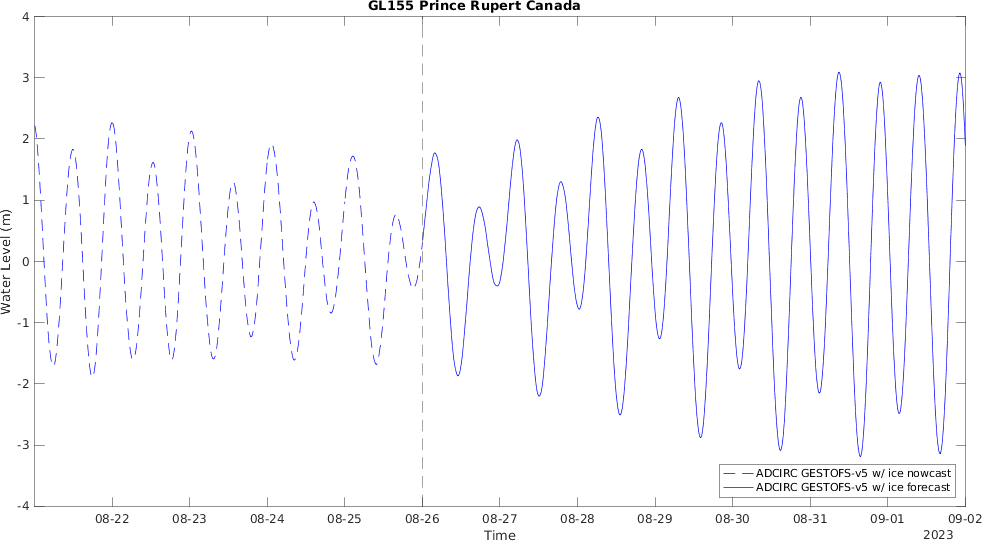 GL155 Prince Rupert Canada
4
3
2
1
0
-1
-2
-3
-4
Water Level (m)
ADCIRC GESTOFS-v5 w/ ice nowcast
ADCIRC GESTOFS-v5 w/ ice forecast
08-22 08-23 08-24 08-25 08-26 08-27 08-28 08-29 08-30 08-31 09-01 09-02
Time
2023